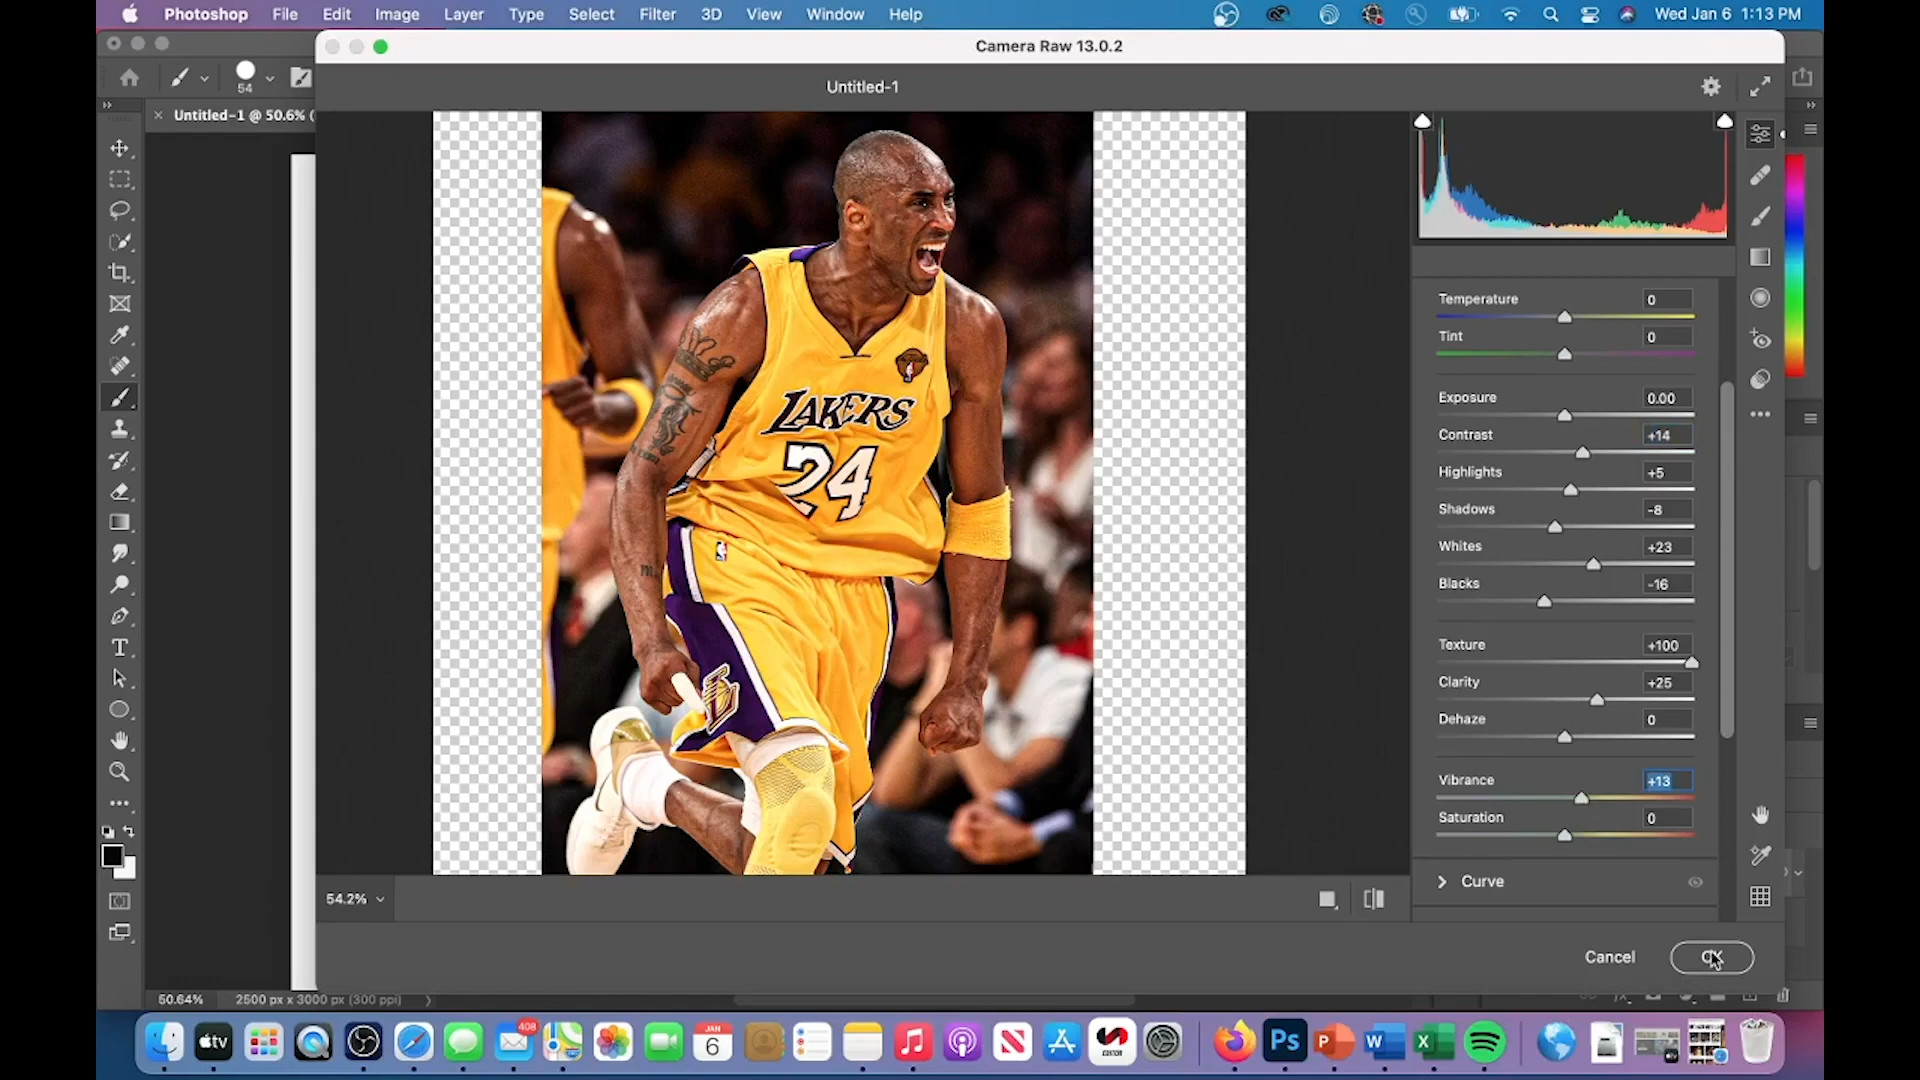 Photoshop File Edit Image Layer Type Select Filter 3D View Window Help Wed Jan 6 1:13 PM
Camera Raw 13.0.2
54
Untitled-1
Untitled-1 @ 50.6% (
Temperature 0
Tint 0
Exposure 0.00
Contrast +14
Highlights +5
Shadows -8
Whites +23
Blacks -16
Texture +100
Clarity +25
Dehaze 0
Vibrance +13
Saturation 0
Curve
LAKERS
24
54.2%
Cancel OK
50.64% 2500 px x 3000 px (300 ppi)
408
JAN
tv
6
Ps P W X